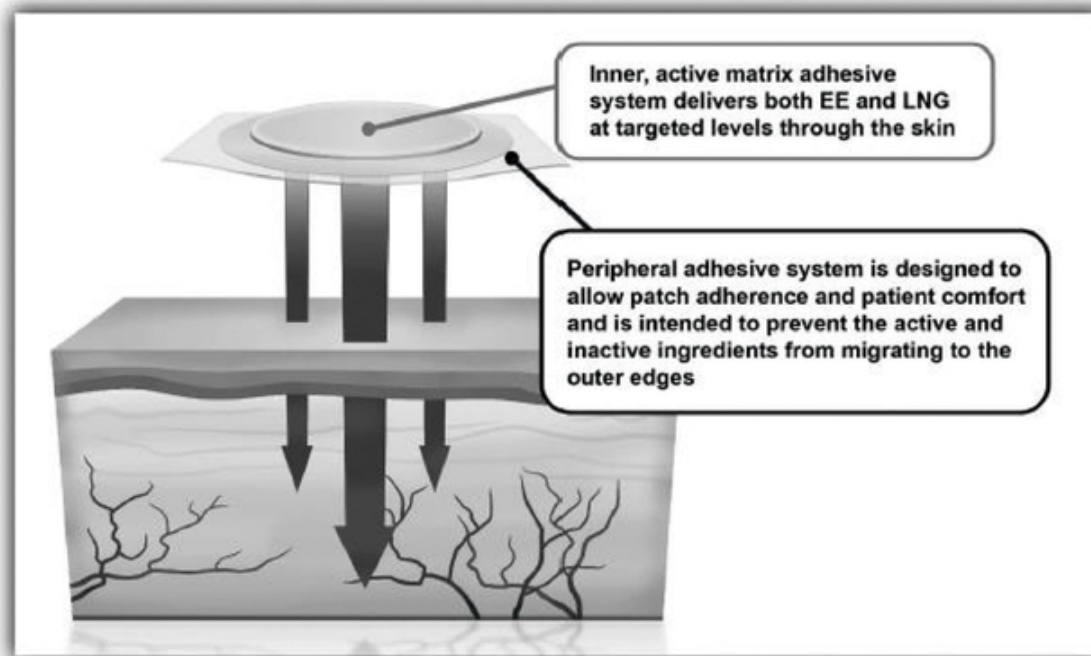 Inner, active matrix adhesive
system delivers both EE and LNG
at targeted levels through the skin
Peripheral adhesive system is designed to
allow patch adherence and patient comfort
and is intended to prevent the active and
inactive ingredients from migrating to the
outer edges